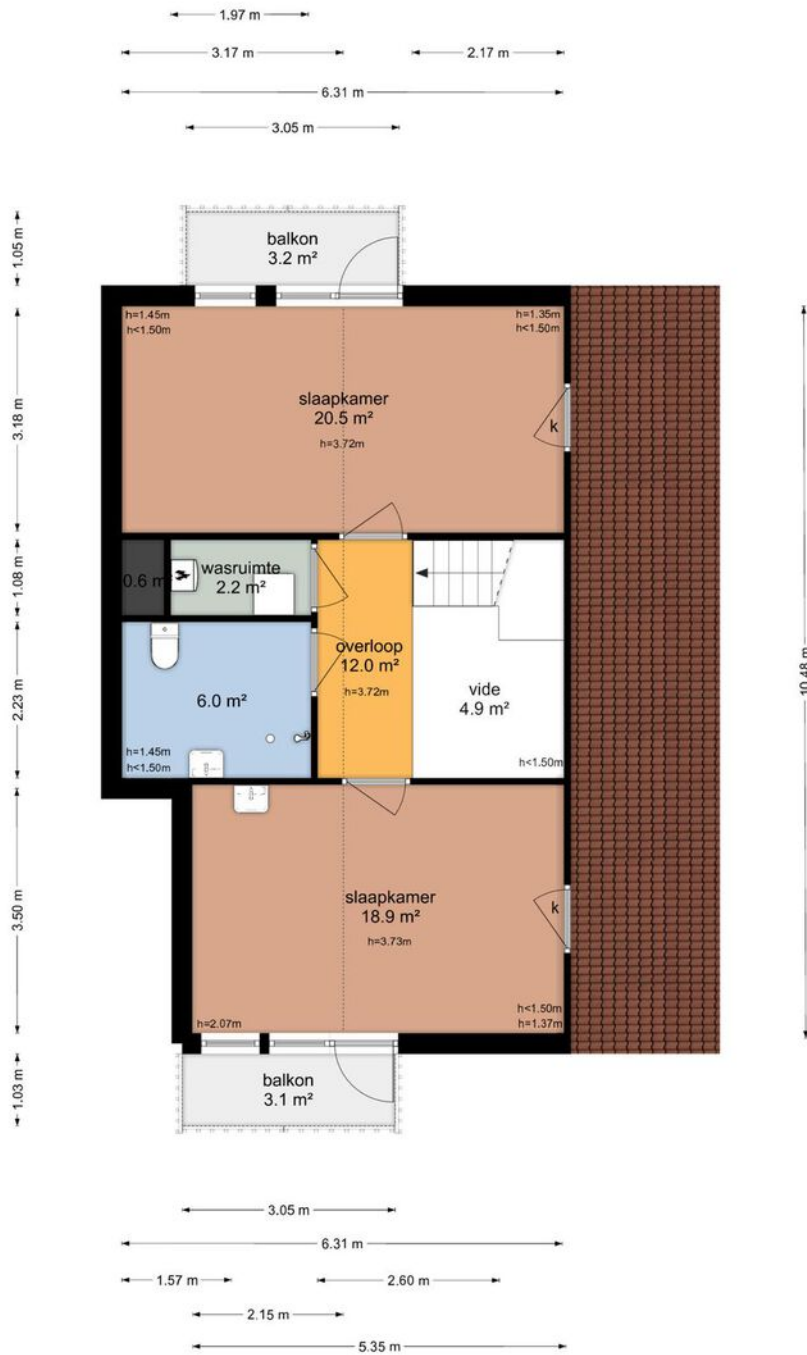 1.97 m
3.17 m
2.17 m
6.31 m
3.05 m
1.05 m
balkon
3.2 m²
h=1.45m
h<1.50m
h=1.35m
h<1.50m
slaapkamer
20.5 m²
h=3.72m
k
3.18 m
1.08 m
0.6 m
wasruimte
2.2 m²
overloop
12.0 m²
h=3.72m
2.23 m
6.0 m²
h=1.45m
h<1.50m
vide
4.9 m²
h<1.50m
10.48 m
3.50 m
slaapkamer
18.9 m²
h=3.73m
k
h=2.07m
h<1.50m
h=1.37m
1.03 m
balkon
3.1 m²
3.05 m
6.31 m
1.57 m
2.60 m
2.15 m
5.35 m